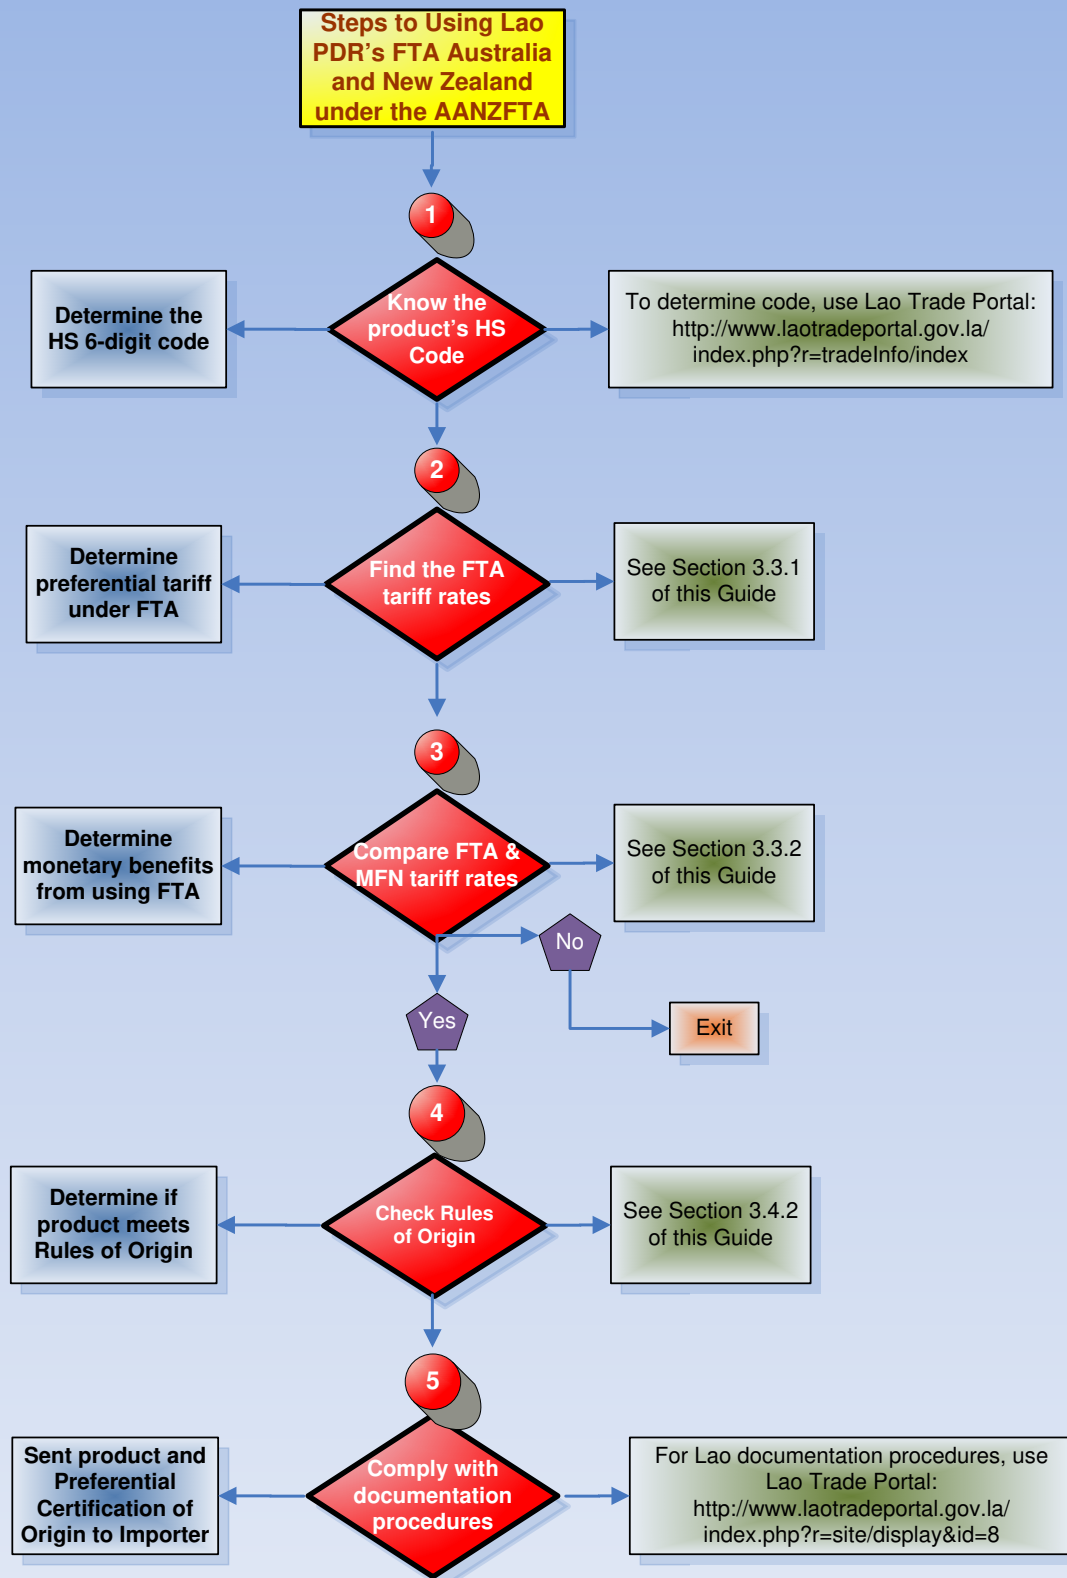 Steps to Using Lao
PDR's FTA Australia
and New Zealand
under the AANZFTA
1
Determine the
HS 6-digit code
Know the
product's HS
Code
To determine code, use Lao Trade Portal:
http://www.laotradeportal.gov.la/
index.php?r=tradeInfo/index
2
Determine
preferential tariff
under FTA
Find the FTA
tariff rates
See Section 3.3.1
of this Guide
3
Determine
monetary benefits
from using FTA
Compare FTA &
MFN tariff rates
See Section 3.3.2
of this Guide
No
Yes
Exit
4
Determine if
product meets
Rules of Origin
Check Rules
of Origin
See Section 3.4.2
of this Guide
5
Sent product and
Preferential
Certification of
Origin to Importer
Comply with
documentation
procedures
For Lao documentation procedures, use
Lao Trade Portal:
http://www.laotradeportal.gov.la/
index.php?r=site/display&id=8